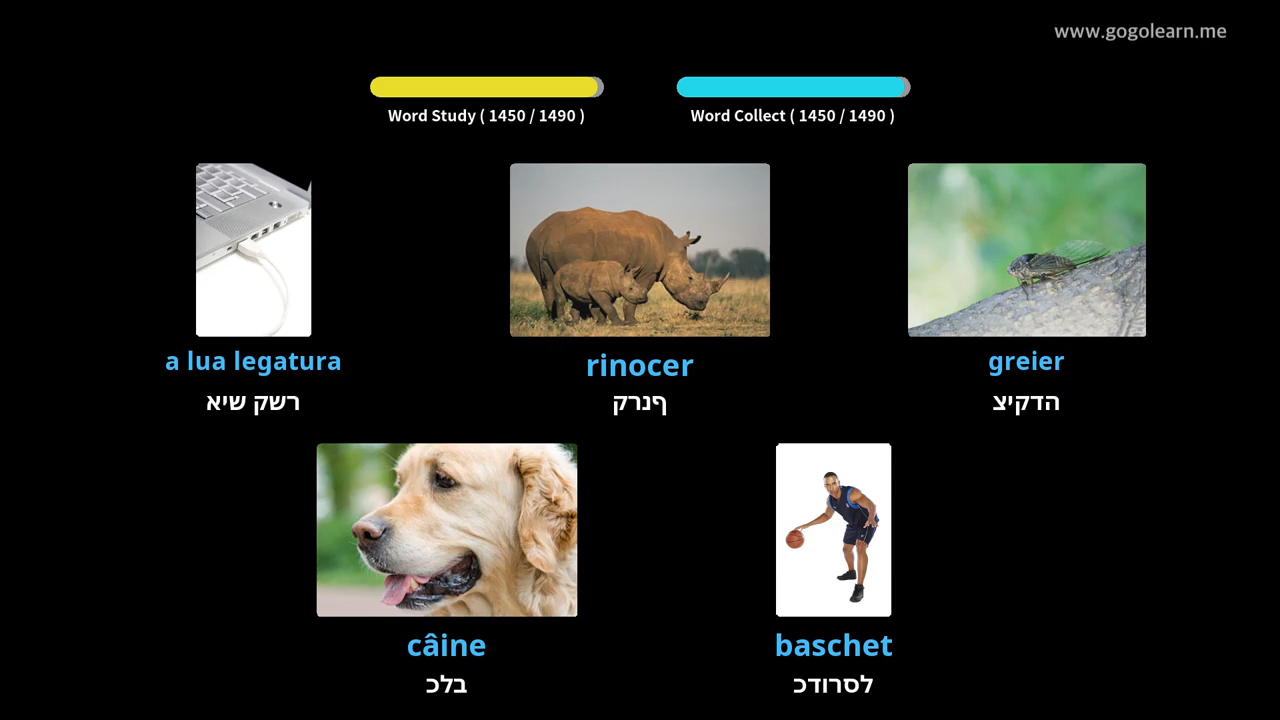 www.gogolearn.me
Word Study ( 1450 / 1490 )
Word Collect ( 1450 / 1490 )
a lua legatura
רשק שיא
rinocer
ףנרק
greier
הדקיצ
câine
בלכ
baschet
לסרודכ